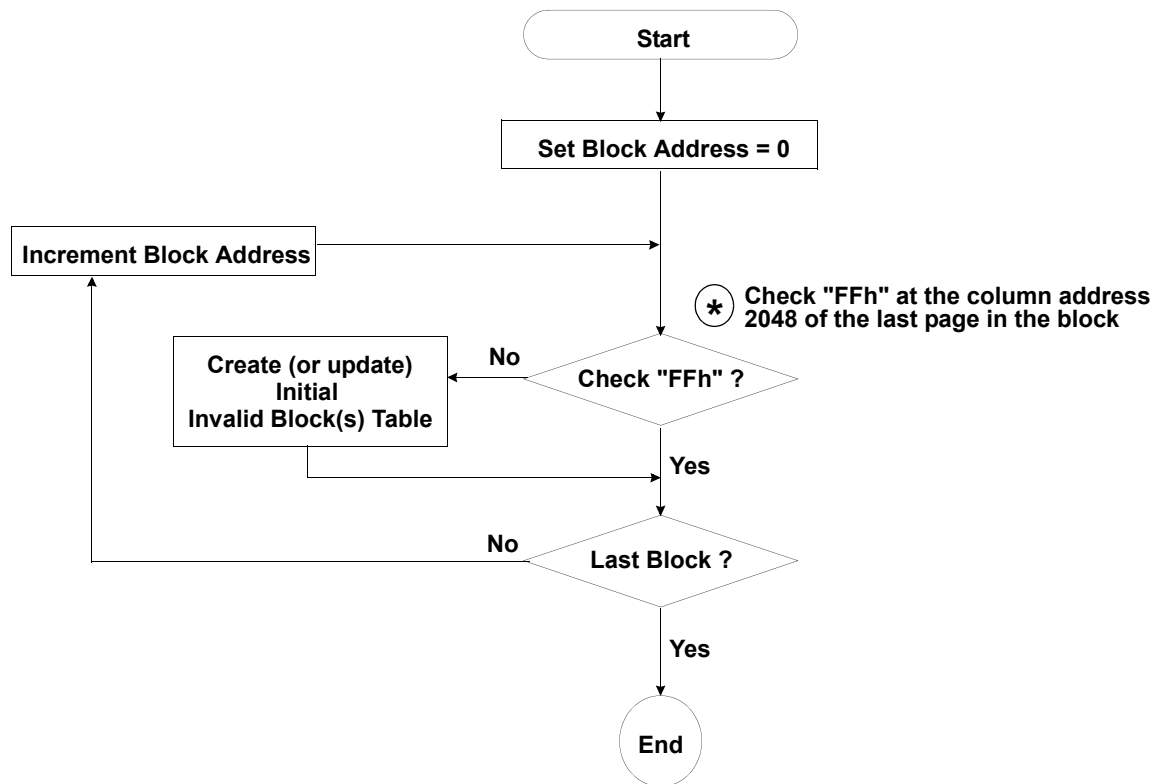 Start
Set Block Address = 0
Increment Block Address
* Check "FFh" at the column address
2048 of the last page in the block
No
Create (or update)
Initial
Invalid Block(s) Table
Check "FFh" ?
Yes
No
Last Block ?
Yes
End